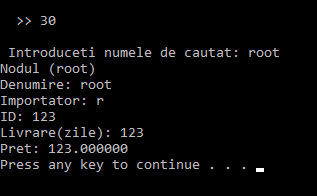 >> 30
Introduceti numele de cautat: root
Nodul (root)
Denumire: root
Importator: r
ID: 123
Livrare(zile): 123
Pret: 123.000000
Press any key to continue . . .